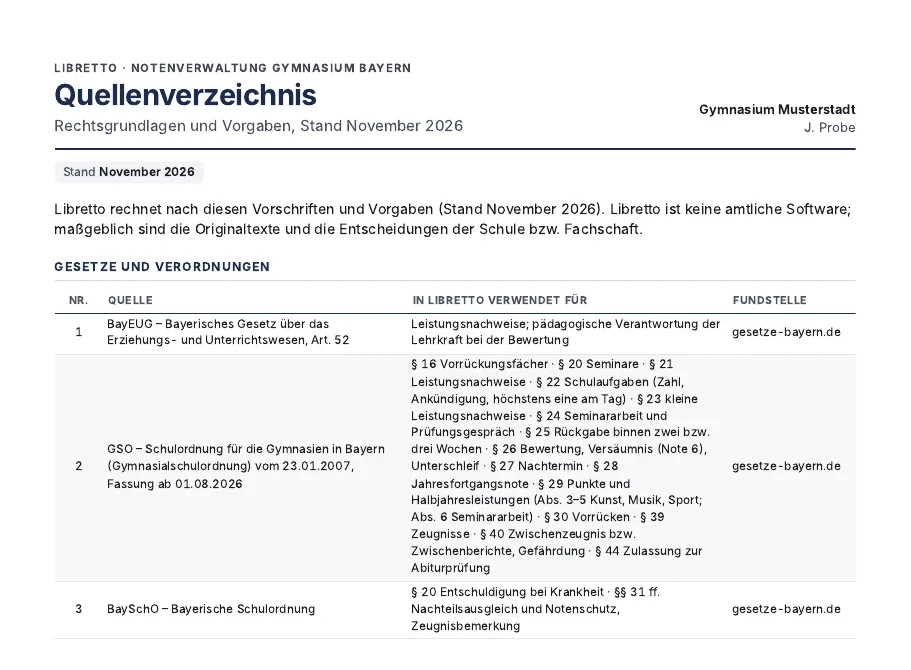 LIBRETTO · NOTENVERWALTUNG GYMNASIUM BAYERN
Quellenverzeichnis
Rechtsgrundlagen und Vorgaben, Stand November 2026
Gymnasium Musterstadt
J. Probe
Stand November 2026
Libretto rechnet nach diesen Vorschriften und Vorgaben (Stand November 2026). Libretto ist keine amtliche Software;
maßgeblich sind die Originaltexte und die Entscheidungen der Schule bzw. Fachschaft.
GESETZE UND VERORDNUNGEN
NR. QUELLE IN LIBRETTO VERWENDET FÜR FUNDSTELLE
1
BayEUG – Bayerisches Gesetz über das
Erziehungs- und Unterrichtswesen, Art. 52
Leistungsnachweise; pädagogische Verantwortung der
Lehrkraft bei der Bewertung
gesetze-bayern.de
2
GSO – Schulordnung für die Gymnasien in Bayern
(Gymnasialschulordnung) vom 23.01.2007,
Fassung ab 01.08.2026
§ 16 Vorrückungsfächer · § 20 Seminare · § 21
Leistungsnachweise · § 22 Schulaufgaben (Zahl,
Ankündigung, höchstens eine am Tag) · § 23 kleine
Leistungsnachweise · § 24 Seminararbeit und
Prüfungsgespräch · § 25 Rückgabe binnen zwei bzw.
drei Wochen · § 26 Bewertung, Versäumnis (Note 6),
Unterschleif · § 27 Nachtermin · § 28
Jahresfortgangsnote · § 29 Punkte und
Halbjahresleistungen (Abs. 3–5 Kunst, Musik, Sport;
Abs. 6 Seminararbeit) · § 30 Vorrücken · § 39
Zeugnisse · § 40 Zwischenzeugnis bzw.
Zwischenberichte, Gefährdung · § 44 Zulassung zur
Abiturprüfung
gesetze-bayern.de
3
BaySchO – Bayerische Schulordnung
§ 20 Entschuldigung bei Krankheit · §§ 31 ff.
Nachteilsausgleich und Notenschutz,
Zeugnisbemerkung
gesetze-bayern.de